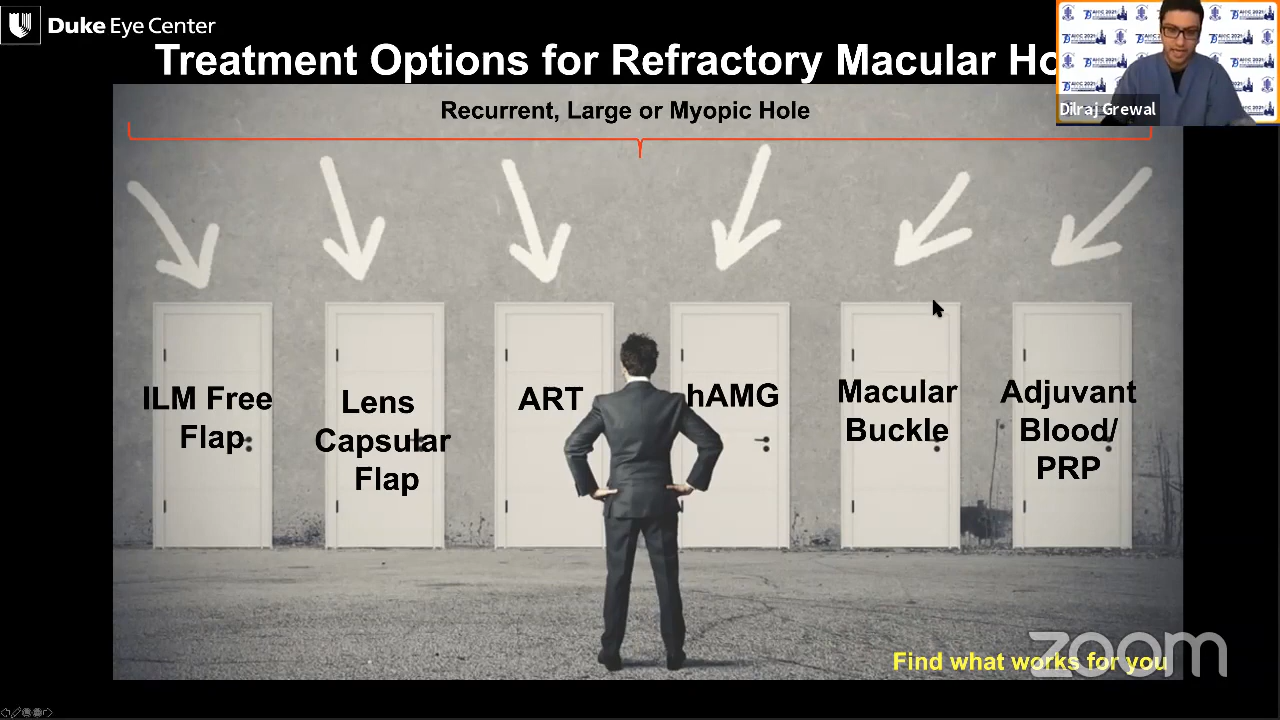 Duke Eye Center
Treatment Options for Refractory Macular Ho
Recurrent, Large or Myopic Hole
Dilraj Grewal
ILM Free
Flap
Lens
Capsular
Flap
ART
hAMG
Macular
Buckle
Adjuvant
Blood/
PRP
Find what works for you
zoom